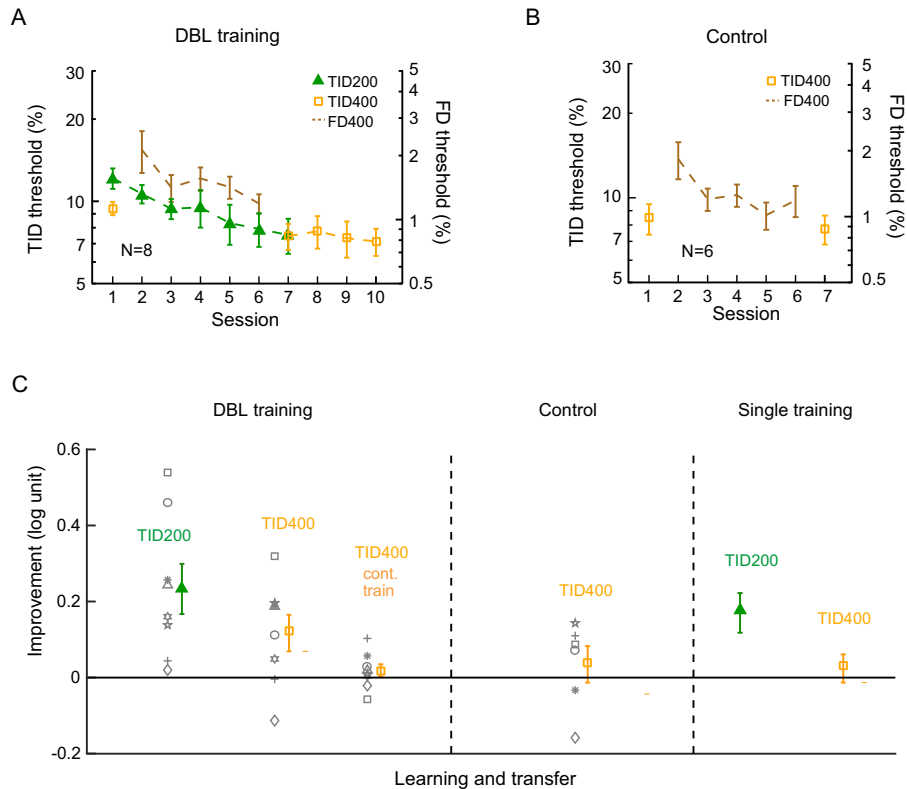 A
DBL training
TID threshold (%)
30
20
10
7
5
TID200
TID400
FD400
N=8
1 2 3 4 5 6 7 8 9 10
Session
5
4
3
2
1
0.5
FD threshold (%)
B
Control
TID threshold (%)
30
20
10
7
5
TID400
FD400
N=6
1 2 3 4 5 6 7
Session
5
4
3
2
1
0.5
FD threshold (%)
C
DBL training
Control
Single training
Improvement (log unit)
0.6
0.4
0.2
0
-0.2
TID200
TID400
TID400
cont.
train
TID400
TID200
TID400
Learning and transfer